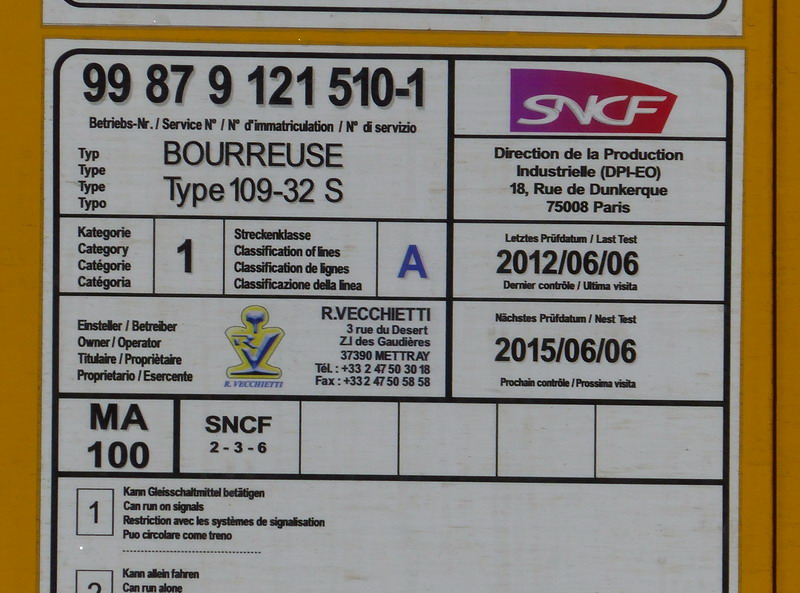 99 87 9 121 510-1
Betriebs-Nr. / Service N° / N° d'immatriculation / N° di servizio
Typ
Type
Type
Typo
BOURREUSE
Type 109-32 S
SNCF
Direction de la Production
Industrielle (DPI-EO)
18, Rue de Dunkerque
75008 Paris
Kategorie
Category
Catégorie
Catégoria
1
Streckenklasse
Classification of lines
Classification de lignes
Classificazione della linea
A
Letztes Prüfdatum / Last Test
2012/06/06
Dernier contrôle / Ultima visita
Einsteller / Betreiber
Owner / Operator
Titulaire / Propriètaire
Proprietario / Esercente
RV
R. VECCHIETTI
R.VECCHIETTI
3 rue du Desert
Z.I des Gaudières
37390 METTRAY
Tél. : +33 2 47 50 30 18
Fax : +33 2 47 50 58 58
Nächstes Prüfdatum / Nest Test
2015/06/06
Prochain contrôle / Prossima visita
MA
100
SNCF
2 - 3 - 6
1
Kann Gleisschaltmittel betätigen
Can run on signals
Restriction avec les systèmes de signalisation
Puo circolare come treno
2
Kann allein fahren
Can run alone